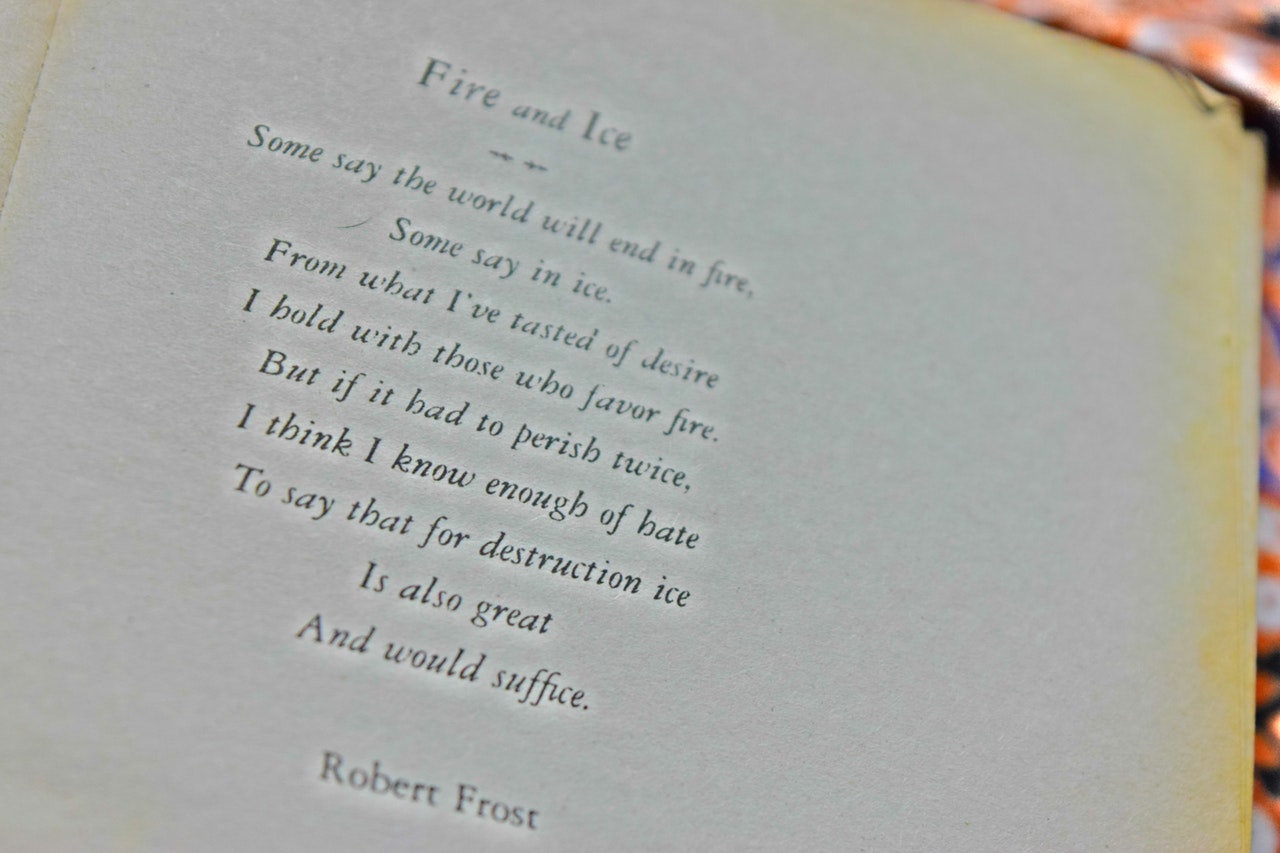 Fire and Ice
Some say the world will end in fire,
Some say in ice.
From what I've tasted of desire
I hold with those who favor fire.
But if it had to perish twice,
I think I know enough of hate
To say that for destruction ice
Is also great
And would suffice.
Robert Frost